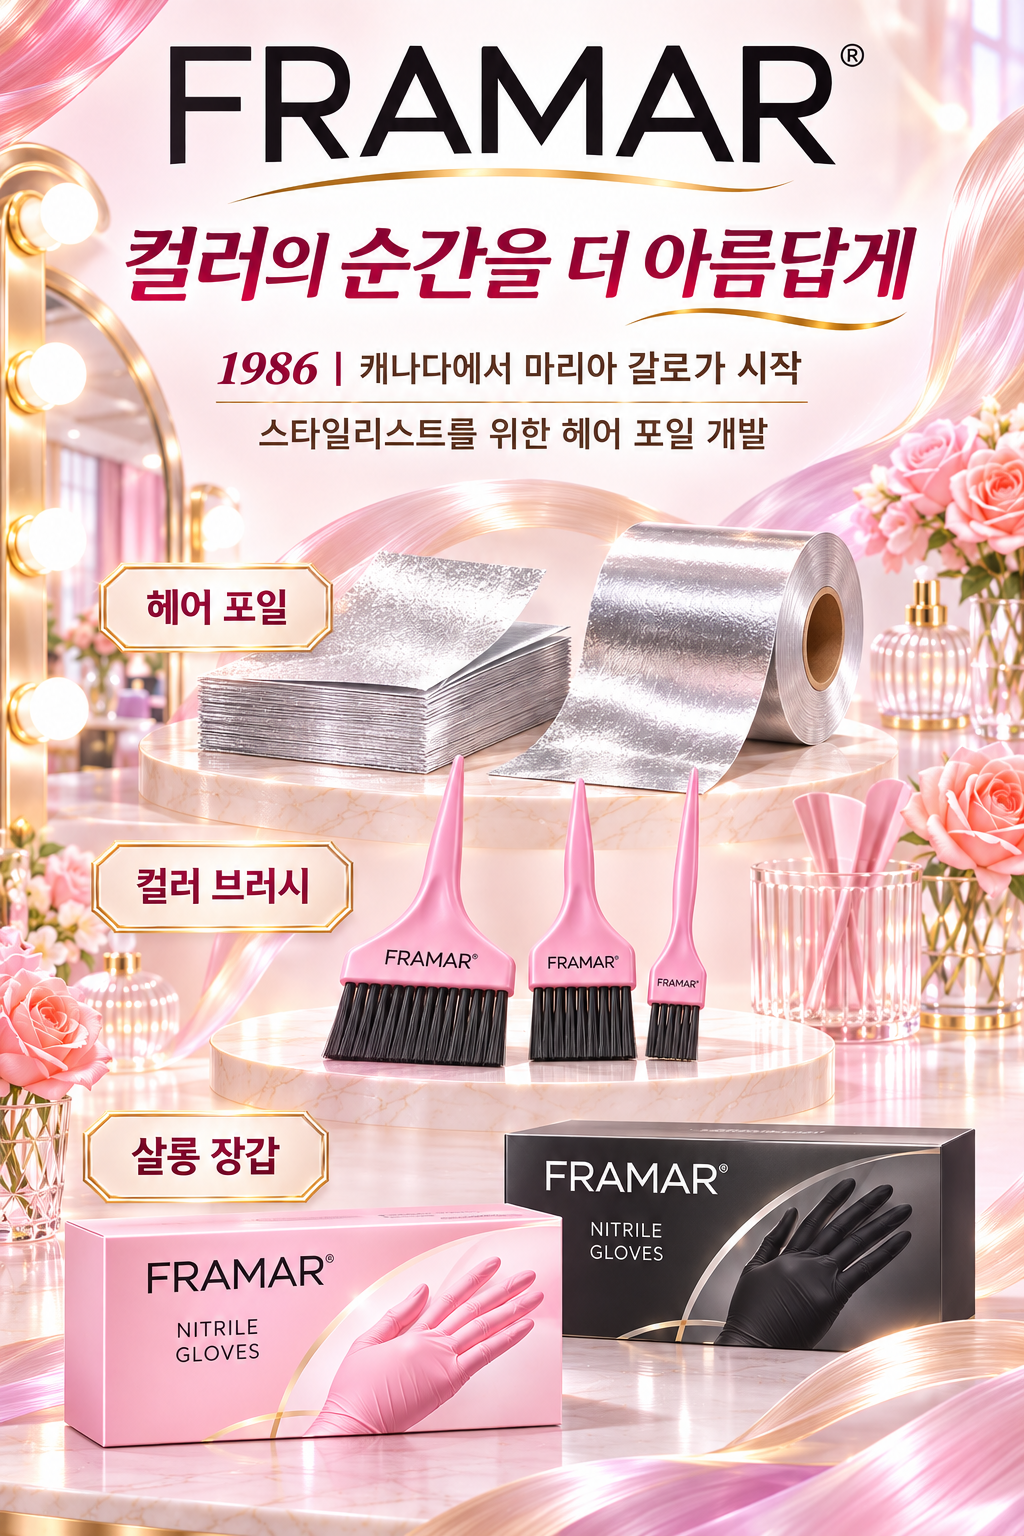 FRAMAR®
컬러의 순간을 더 아름답게
1986 | 캐나다에서 마리아 갈로가 시작
스타일리스트를 위한 헤어 포일 개발
헤어 포일
컬러 브러시
FRAMAR®
FRAMAR®
FRAMAR®
살롱 장갑
FRAMAR®
NITRILE
GLOVES
FRAMAR®
NITRILE
GLOVES